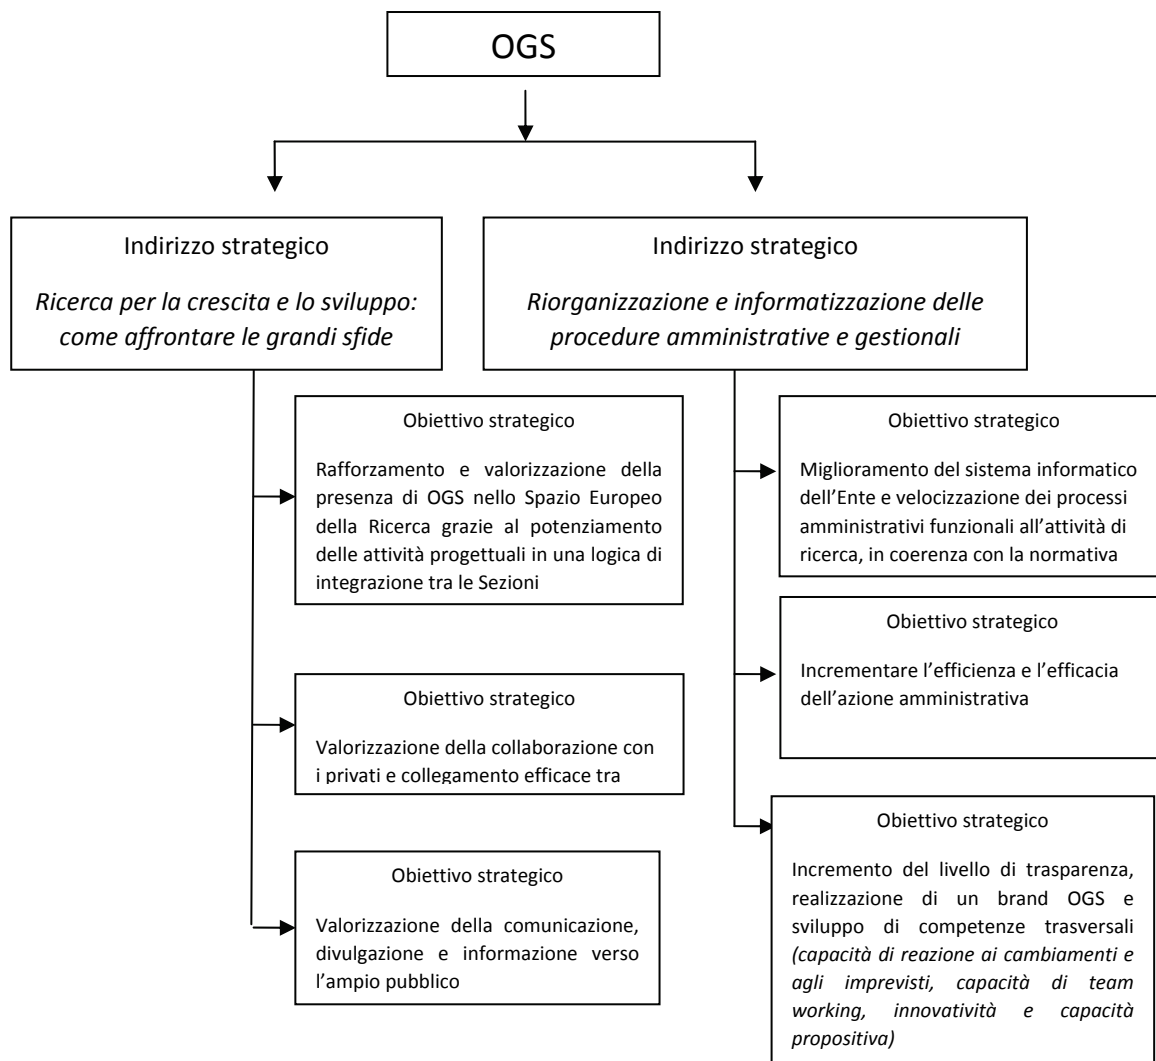 OGS
Indirizzo strategico
Ricerca per la crescita e lo sviluppo:
come affrontare le grandi sfide
Indirizzo strategico
Riorganizzazione e informatizzazione delle
procedure amministrative e gestionali
Obiettivo strategico
Rafforzamento e valorizzazione della
presenza di OGS nello Spazio Europeo
della Ricerca grazie al potenziamento
delle attività progettuali in una logica di
integrazione tra le Sezioni
Obiettivo strategico
Valorizzazione della collaborazione con
i privati e collegamento efficace tra
Obiettivo strategico
Valorizzazione della comunicazione,
divulgazione e informazione verso
l’ampio pubblico
Obiettivo strategico
Miglioramento del sistema informatico
dell’Ente e velocizzazione dei processi
amministrativi funzionali all’attività di
ricerca, in coerenza con la normativa
Obiettivo strategico
Incrementare l’efficienza e l’efficacia
dell’azione amministrativa
Obiettivo strategico
Incremento del livello di trasparenza,
realizzazione di un brand OGS e
sviluppo di competenze trasversali
(capacità di reazione ai cambiamenti e
agli imprevisti, capacità di team
working, innovatività e capacità
propositiva)